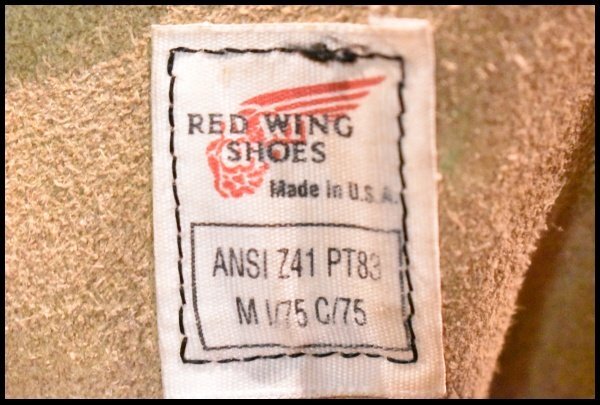 RED WING
SHOES
Made in U.S.A.
ANSI Z41 PT83
M I/75 C/75